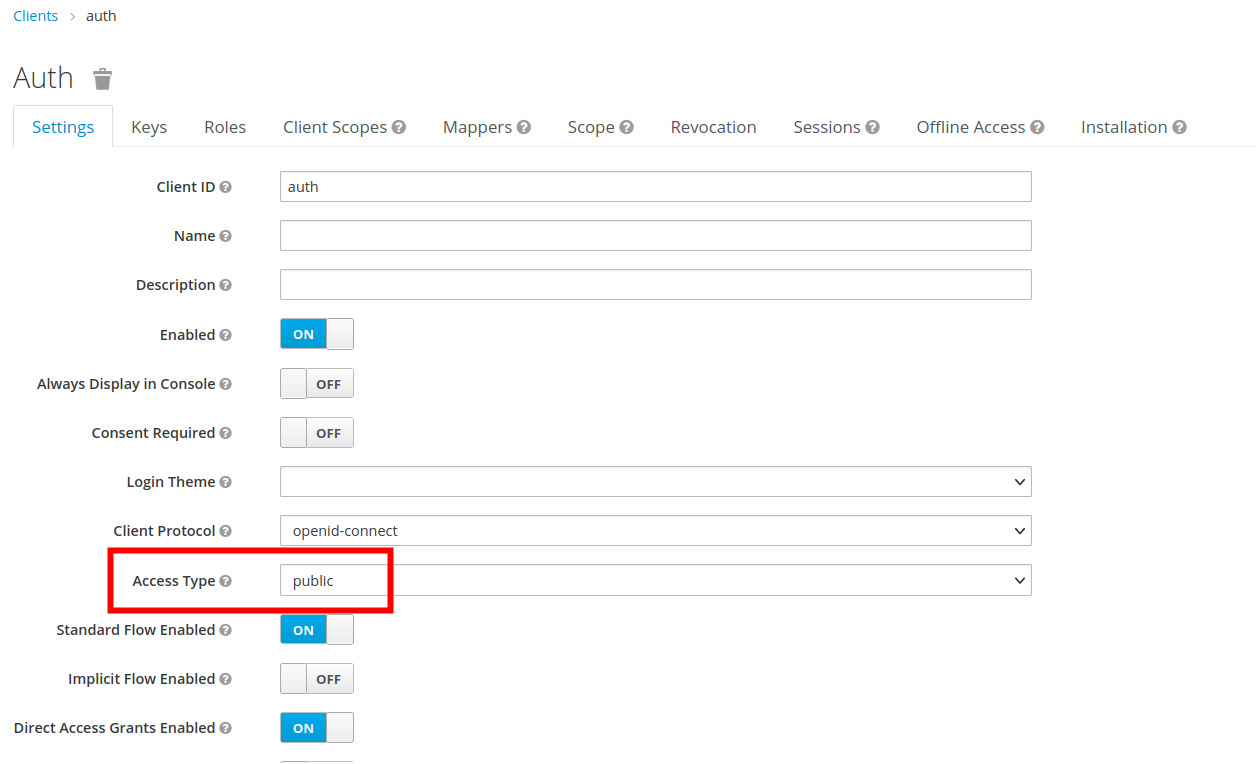 Clients › auth
Auth
Settings Keys Roles Client Scopes ? Mappers ? Scope ? Revocation Sessions ? Offline Access ? Installation ?
Client ID ? auth
Name ?
Description ?
Enabled ? ON
Always Display in Console ? OFF
Consent Required ? OFF
Login Theme ?
Client Protocol ? openid-connect
Access Type ? public
Standard Flow Enabled ? ON
Implicit Flow Enabled ? OFF
Direct Access Grants Enabled ? ON